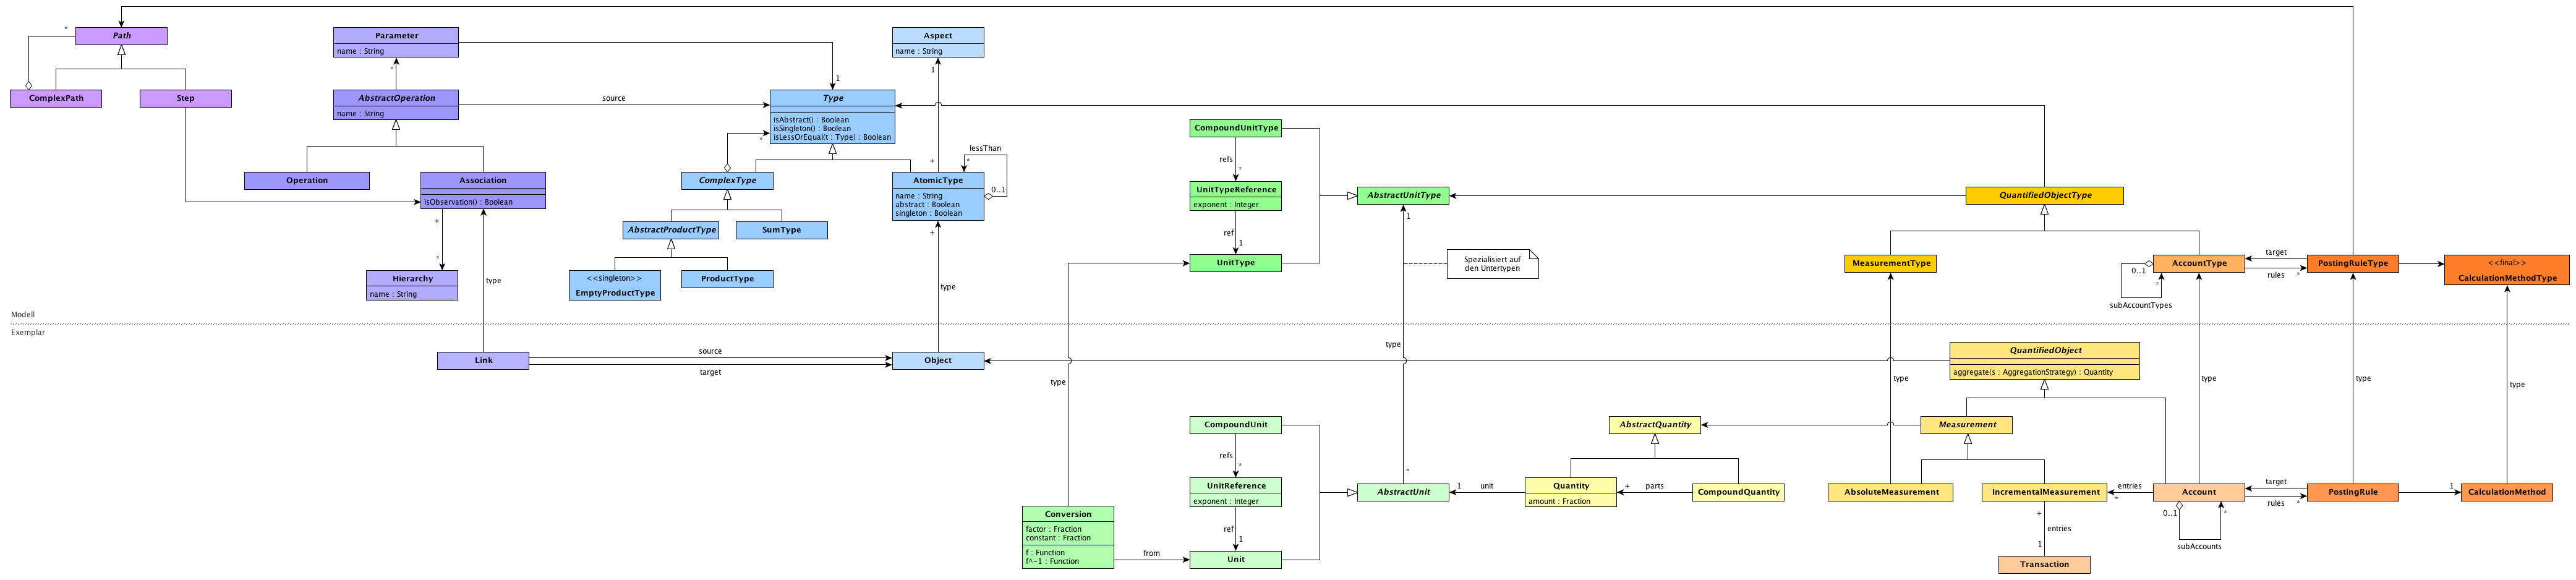 *
Path
ComplexPath
Step
Parameter
name : String
*
AbstractOperation
name : String
source
1
Operation
Association
isObservation() : Boolean
+
*
Hierarchy
name : String
type
Type
isAbstract() : Boolean
isSingleton() : Boolean
isLessOrEqual(t : Type) : Boolean
*
ComplexType
AbstractProductType
SumType
<<singleton>>
EmptyProductType
ProductType
Aspect
name : String
1
+
lessThan
*
0..1
AtomicType
name : String
abstract : Boolean
singleton : Boolean
+
type
CompoundUnitType
refs
*
UnitTypeReference
exponent : Integer
ref
1
UnitType
AbstractUnitType
1
Spezialisiert auf
den Untertypen
QuantifiedObjectType
MeasurementType
AccountType
0..1
*
subAccountTypes
target
rules
*
PostingRuleType
<<final>>
CalculationMethodType
Modell
Exemplar
Link
source
target
Object
type
type
QuantifiedObject
aggregate(s : AggregationStrategy) : Quantity
type
type
type
type
CompoundUnit
refs
*
UnitReference
exponent : Integer
ref
1
Unit
Conversion
factor : Fraction
constant : Fraction
f : Function
f^-1 : Function
from
*
AbstractUnit
1
unit
AbstractQuantity
Quantity
amount : Fraction
+
parts
CompoundQuantity
Measurement
AbsoluteMeasurement
IncrementalMeasurement
+
entries
1
Transaction
entries
*
Account
0..1
*
subAccounts
target
rules
*
PostingRule
1
CalculationMethod